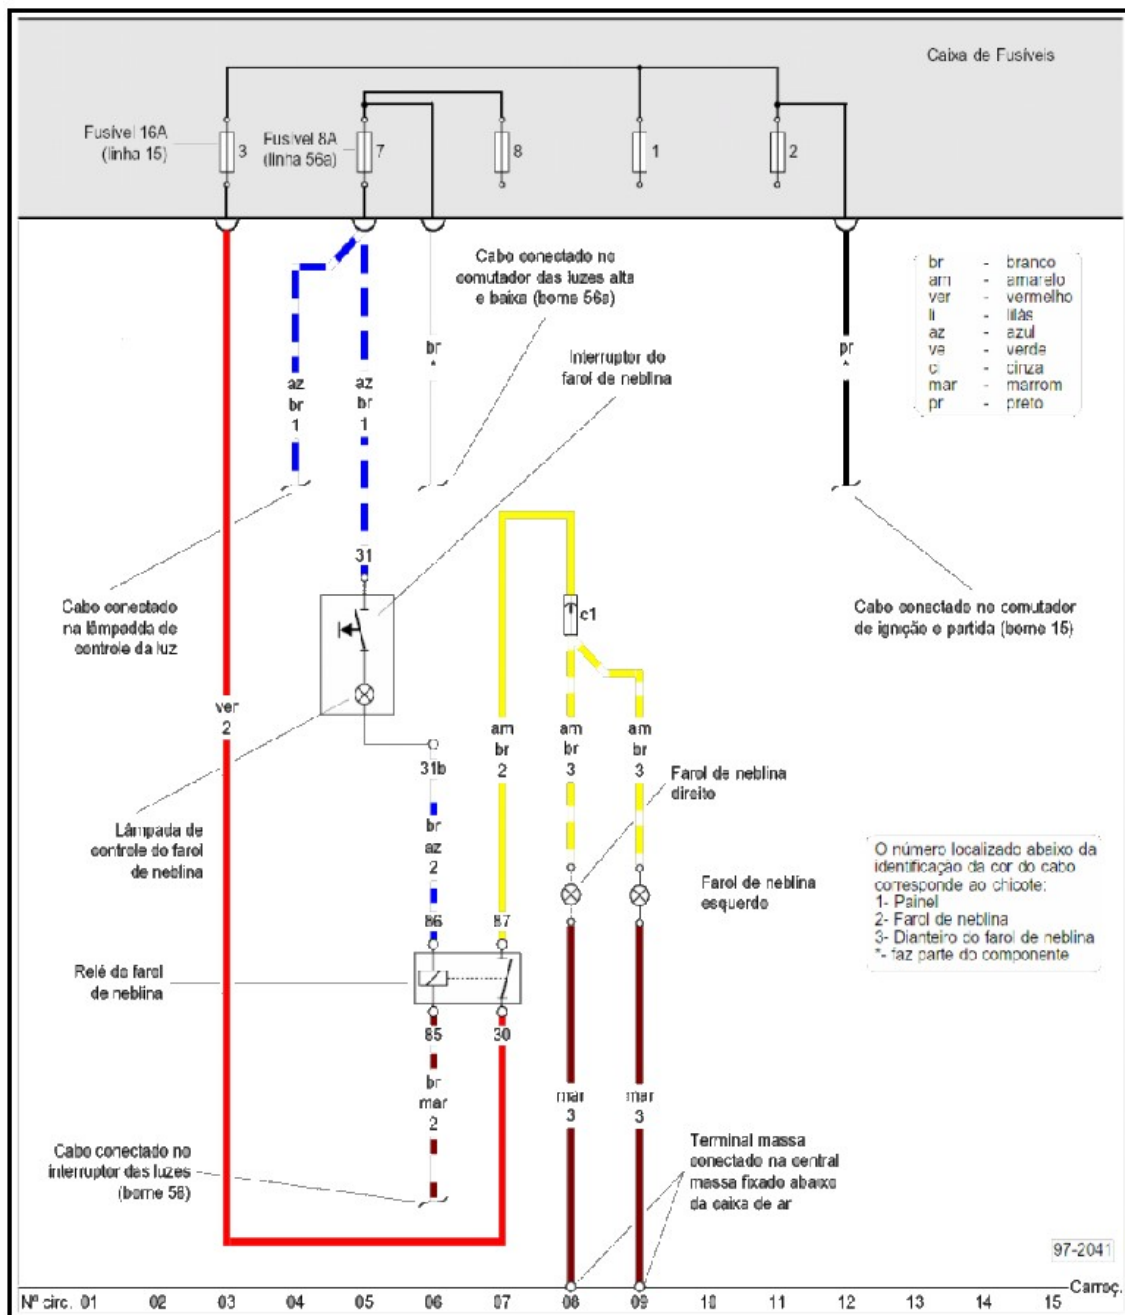 Caixa de Fusíveis
Fusível 16A
(linha 15)
3
Fusível 8A
(linha 56a)
7
8
1
2
Cabo conectado no
comutador das luzes alta
e baixa (borne 56a)
br - branco
am - amarelo
ver - vermelho
li - lilás
az - azul
ve - verde
ci - cinza
mar - marrom
pr - preto
Interruptor do
farol de neblina
az
br
1
az
br
1
br
*
pr
*
31
Cabo conectado
na lâmpadda de
controle da luz
c1
Cabo conectado no comutador
de ignição e partida (borne 15)
ver
2
31b
am
br
2
am
br
3
am
br
3
Farol de neblina
direito
Lâmpada de
controle do farol
de neblina
br
az
2
Farol de neblina
esquerdo
O número localizado abaixo da
identificação da cor do cabo
corresponde ao chicote:
1- Painel
2- Farol de neblina
3- Dianteiro do farol de neblina
*- faz parte do componente
86
87
Relé do farol
de neblina
85
30
br
mar
2
mar
3
mar
3
Cabo conectado no
interruptor das luzes
(borne 58)
Terminal massa
conectado na central
massa fixado abaixo
da caixa de ar
97-2041
Carroç.
Nº circ. 01 02 03 04 05 06 07 08 09 10 11 12 13 14 15